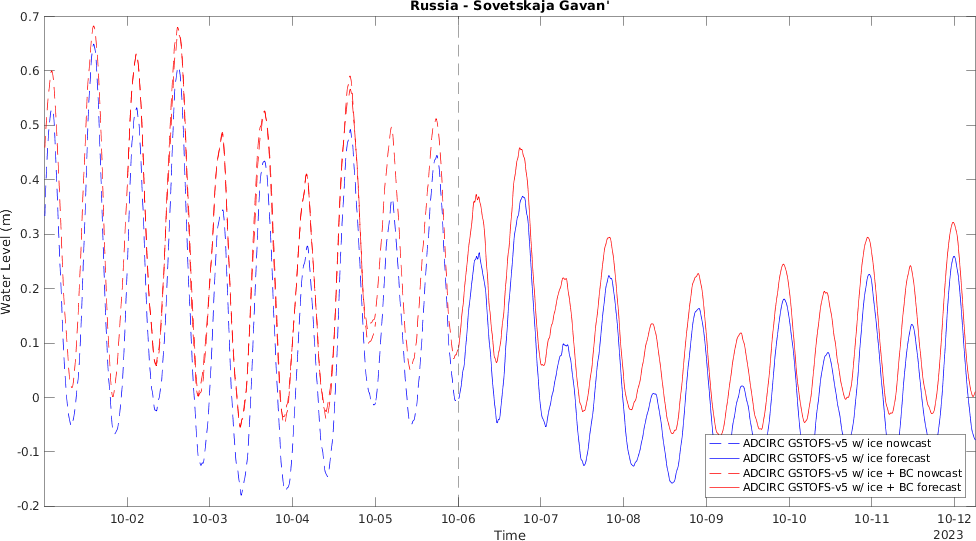 Russia - Sovetskaja Gavan'
0.7
0.6
0.5
0.4
0.3
0.2
0.1
0
-0.1
-0.2
Water Level (m)
ADCIRC GSTOFS-v5 w/ ice nowcast
ADCIRC GSTOFS-v5 w/ ice forecast
ADCIRC GSTOFS-v5 w/ ice + BC nowcast
ADCIRC GSTOFS-v5 w/ ice + BC forecast
10-02 10-03 10-04 10-05 10-06 10-07 10-08 10-09 10-10 10-11 10-12
Time
2023